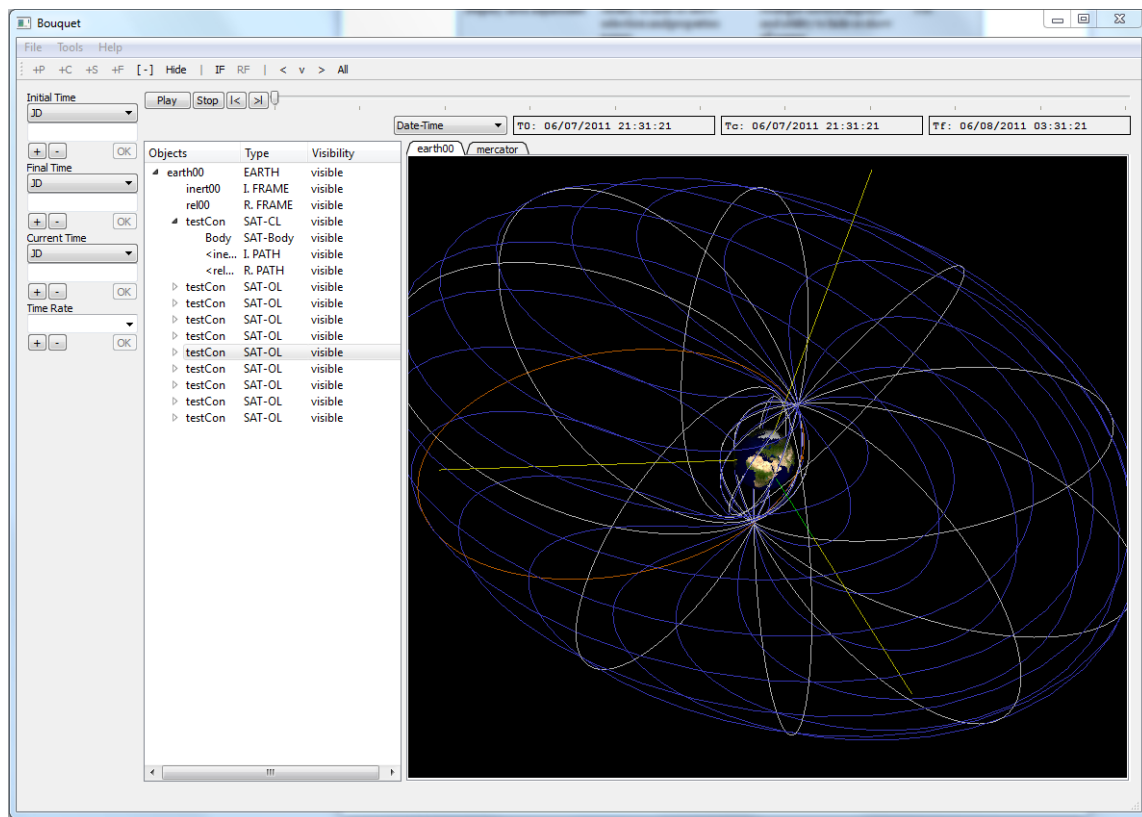 Bouquet
File Tools Help
+P +C +S +F [-] Hide | IF RF | < v > All
Initial Time
JD
+ - OK
Final Time
JD
+ - OK
Current Time
JD
+ - OK
Time Rate
+ - OK
Play Stop |< >|
Date-Time T0: 06/07/2011 21:31:21 Tc: 06/07/2011 21:31:21 Tf: 06/08/2011 03:31:21
Objects Type Visibility
earth00 EARTH visible
inert00 I. FRAME visible
rel00 R. FRAME visible
testCon SAT-CL visible
Body SAT-Body visible
<ine... I. PATH visible
<rel... R. PATH visible
testCon SAT-OL visible
testCon SAT-OL visible
testCon SAT-OL visible
testCon SAT-OL visible
testCon SAT-OL visible
testCon SAT-OL visible
testCon SAT-OL visible
testCon SAT-OL visible
testCon SAT-OL visible
earth00 mercator